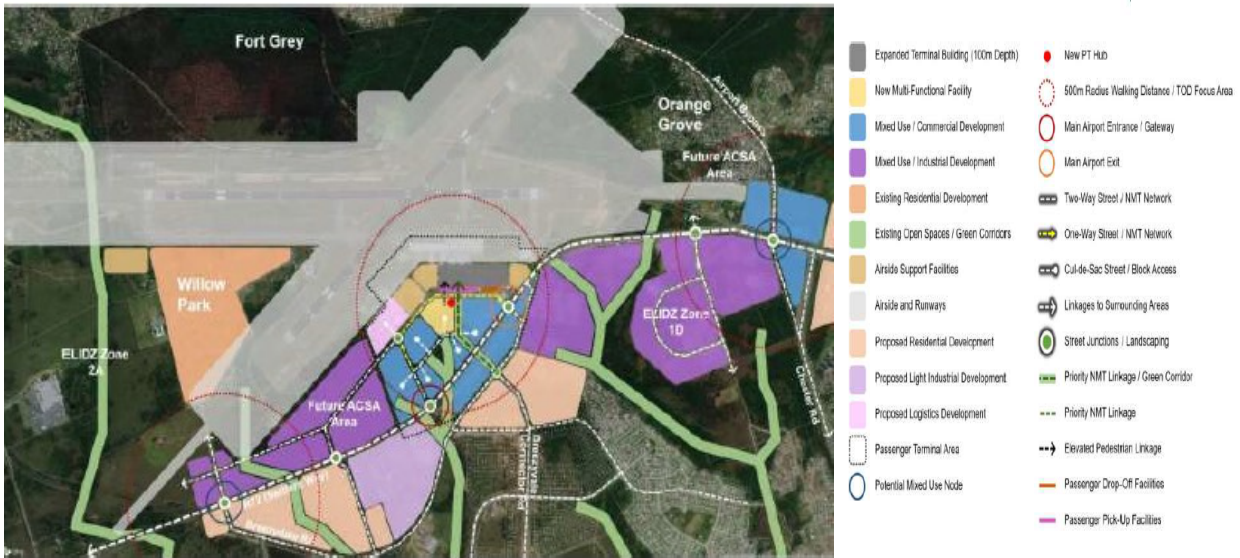 Fort Grey
Orange
Grove
Airport Bypass
Future ACSA
Area
Willow
Park
ELIDZ Zone
2A
ELIDZ Zone
1D
Future ACSA
Area
Chester Rd
Expanded Terminal Building (100m Depth)
New Multi-Functional Facility
Mixed Use / Commercial Development
Mixed Use / Industrial Development
Existing Residential Development
Existing Open Spaces / Green Corridors
Airside Support Facilities
Airside and Runways
Proposed Residential Development
Proposed Light Industrial Development
Proposed Logistics Development
Passenger Terminal Area
Potential Mixed Use Node
New PT Hub
500m Radius Walking Distance / TOD Focus Area
Main Airport Entrance / Gateway
Main Airport Exit
Two-Way Street / NMT Network
One-Way Street / NMT Network
Cul-de-Sac Street / Block Access
Linkages to Surrounding Areas
Street Junctions / Landscaping
Priority NMT Linkage / Green Corridor
Priority NMT Linkage
Elevated Pedestrian Linkage
Passenger Drop-Off Facilities
Passenger Pick-Up Facilities